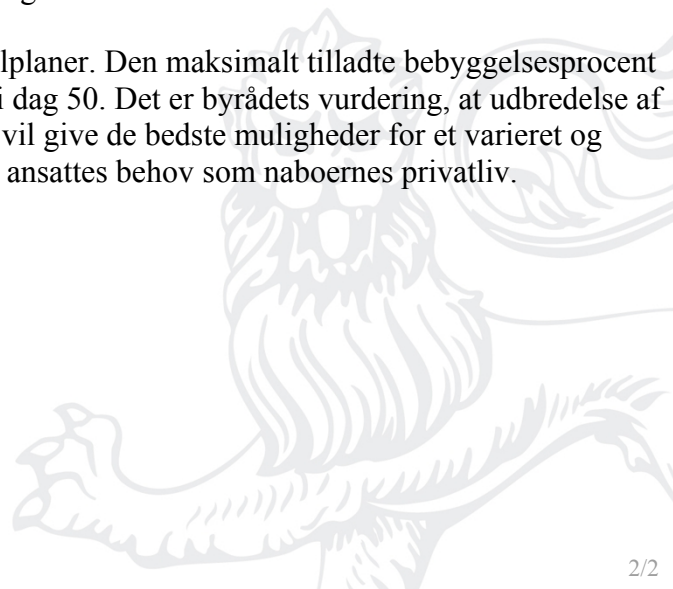 lplaner. Den maksimalt tilladte bebyggelsesprocent
i dag 50. Det er byrådets vurdering, at udbredelse af
vil give de bedste muligheder for et varieret og
ansattes behov som naboernes privatliv.
2/2